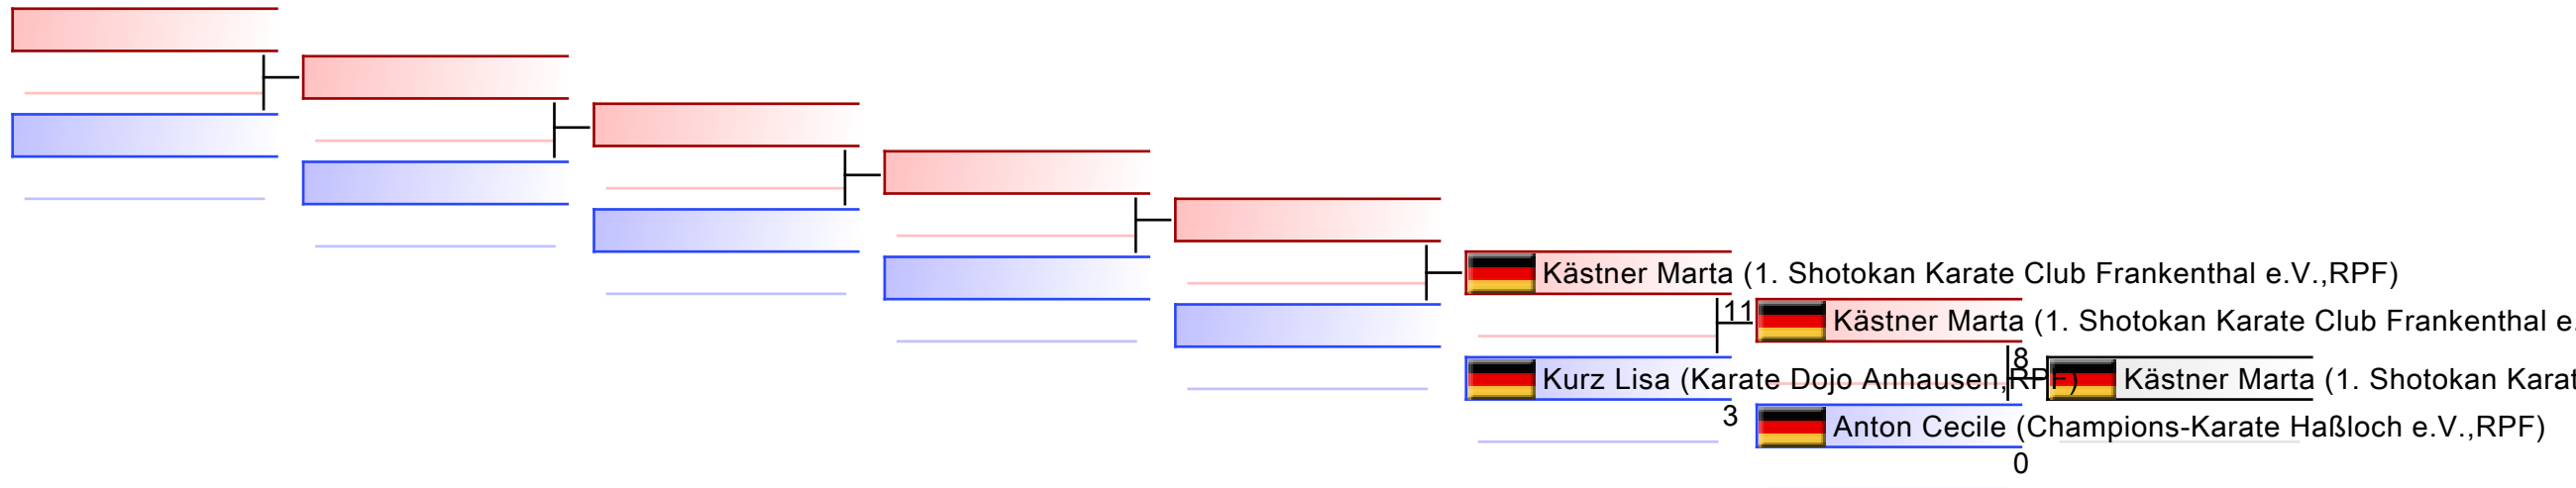 Kästner Marta (1. Shotokan Karate Club Frankenthal e.V.,RPF)
11
Kästner Marta (1. Shotokan Karate Club Frankenthal e.
Kurz Lisa (Karate Dojo Anhausen,RPF)
8
Kästner Marta (1. Shotokan Karat
3
Anton Cecile (Champions-Karate Haßloch e.V.,RPF)
0